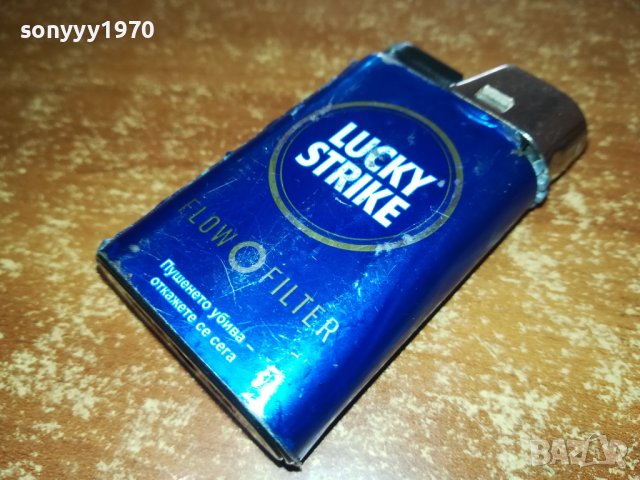 sonyyy1970
LUCKY
STRIKE
FLOW FILTER
Пушенето убива –
откажете се сега
BAZAR